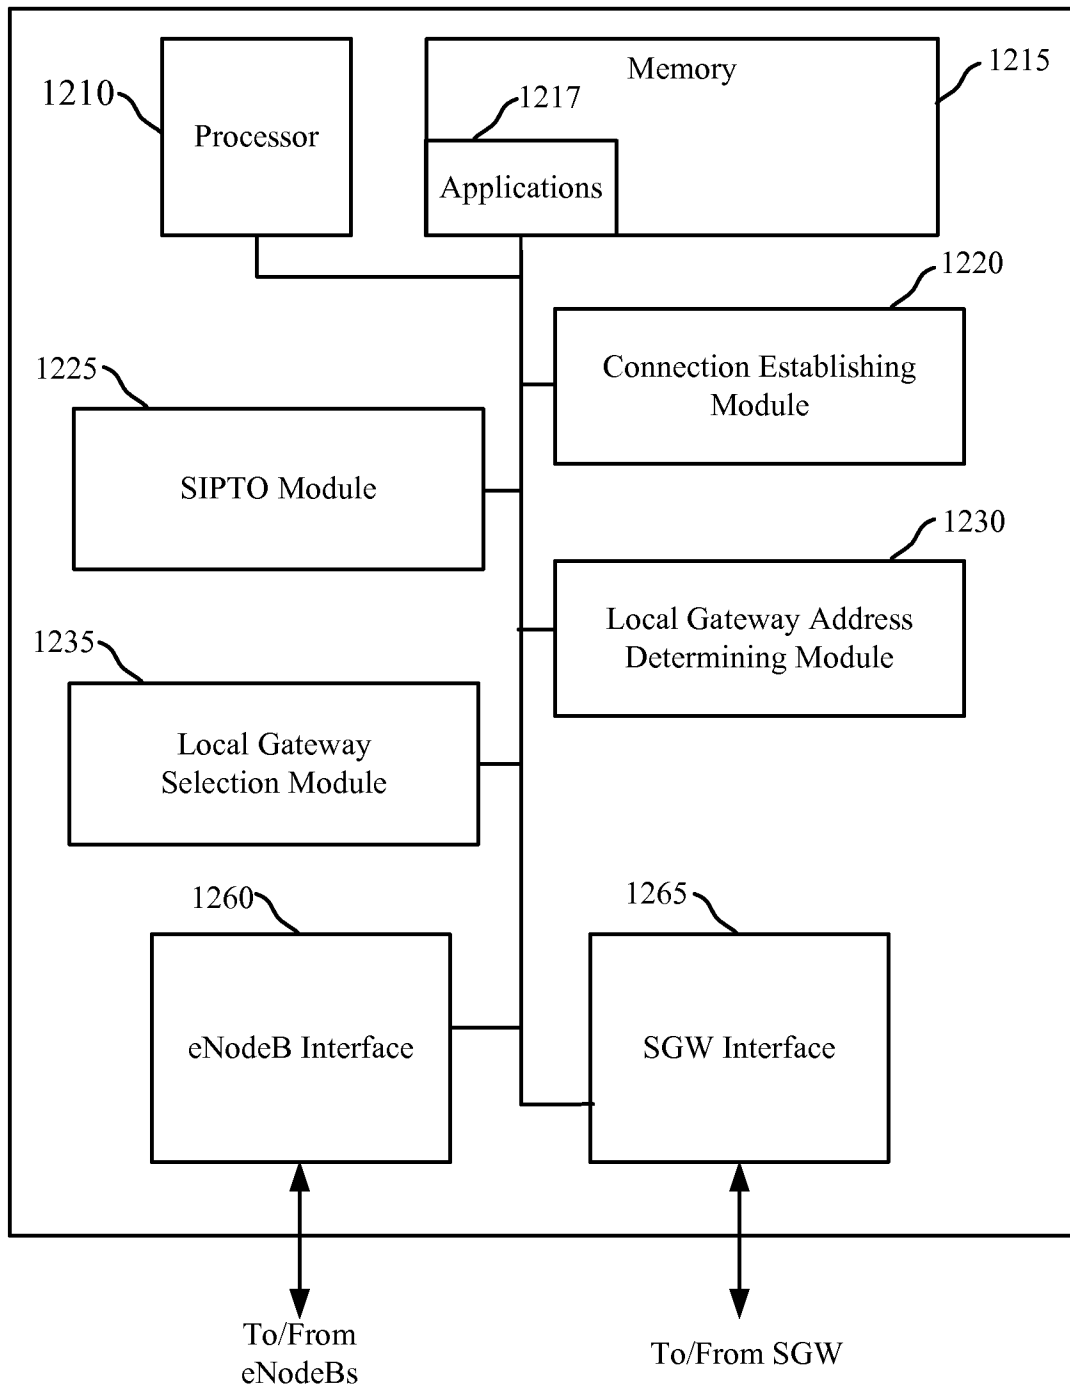 1210
Processor
Memory
1215
1217
Applications
1220
Connection Establishing
Module
1225
SIPTO Module
1230
Local Gateway Address
Determining Module
1235
Local Gateway
Selection Module
1260
eNodeB Interface
1265
SGW Interface
To/From
eNodeBs
To/From SGW